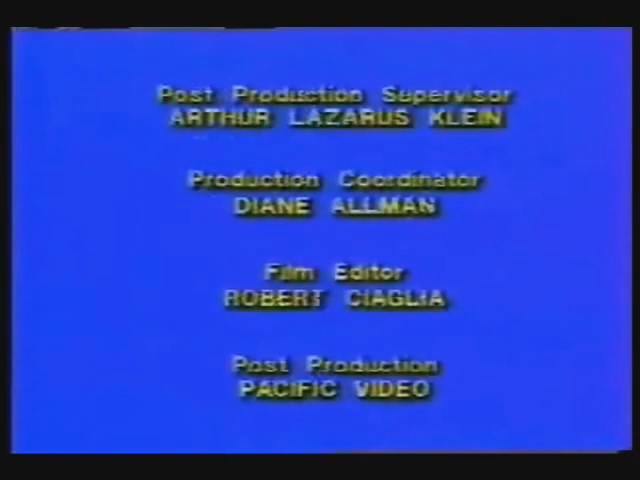 Post Production Supervisor
ARTHUR LAZARUS KLEIN
Production Coordinator
DIANE ALLMAN
Film Editor
ROBERT CIAGLIA
Post Production
PACIFIC VIDEO